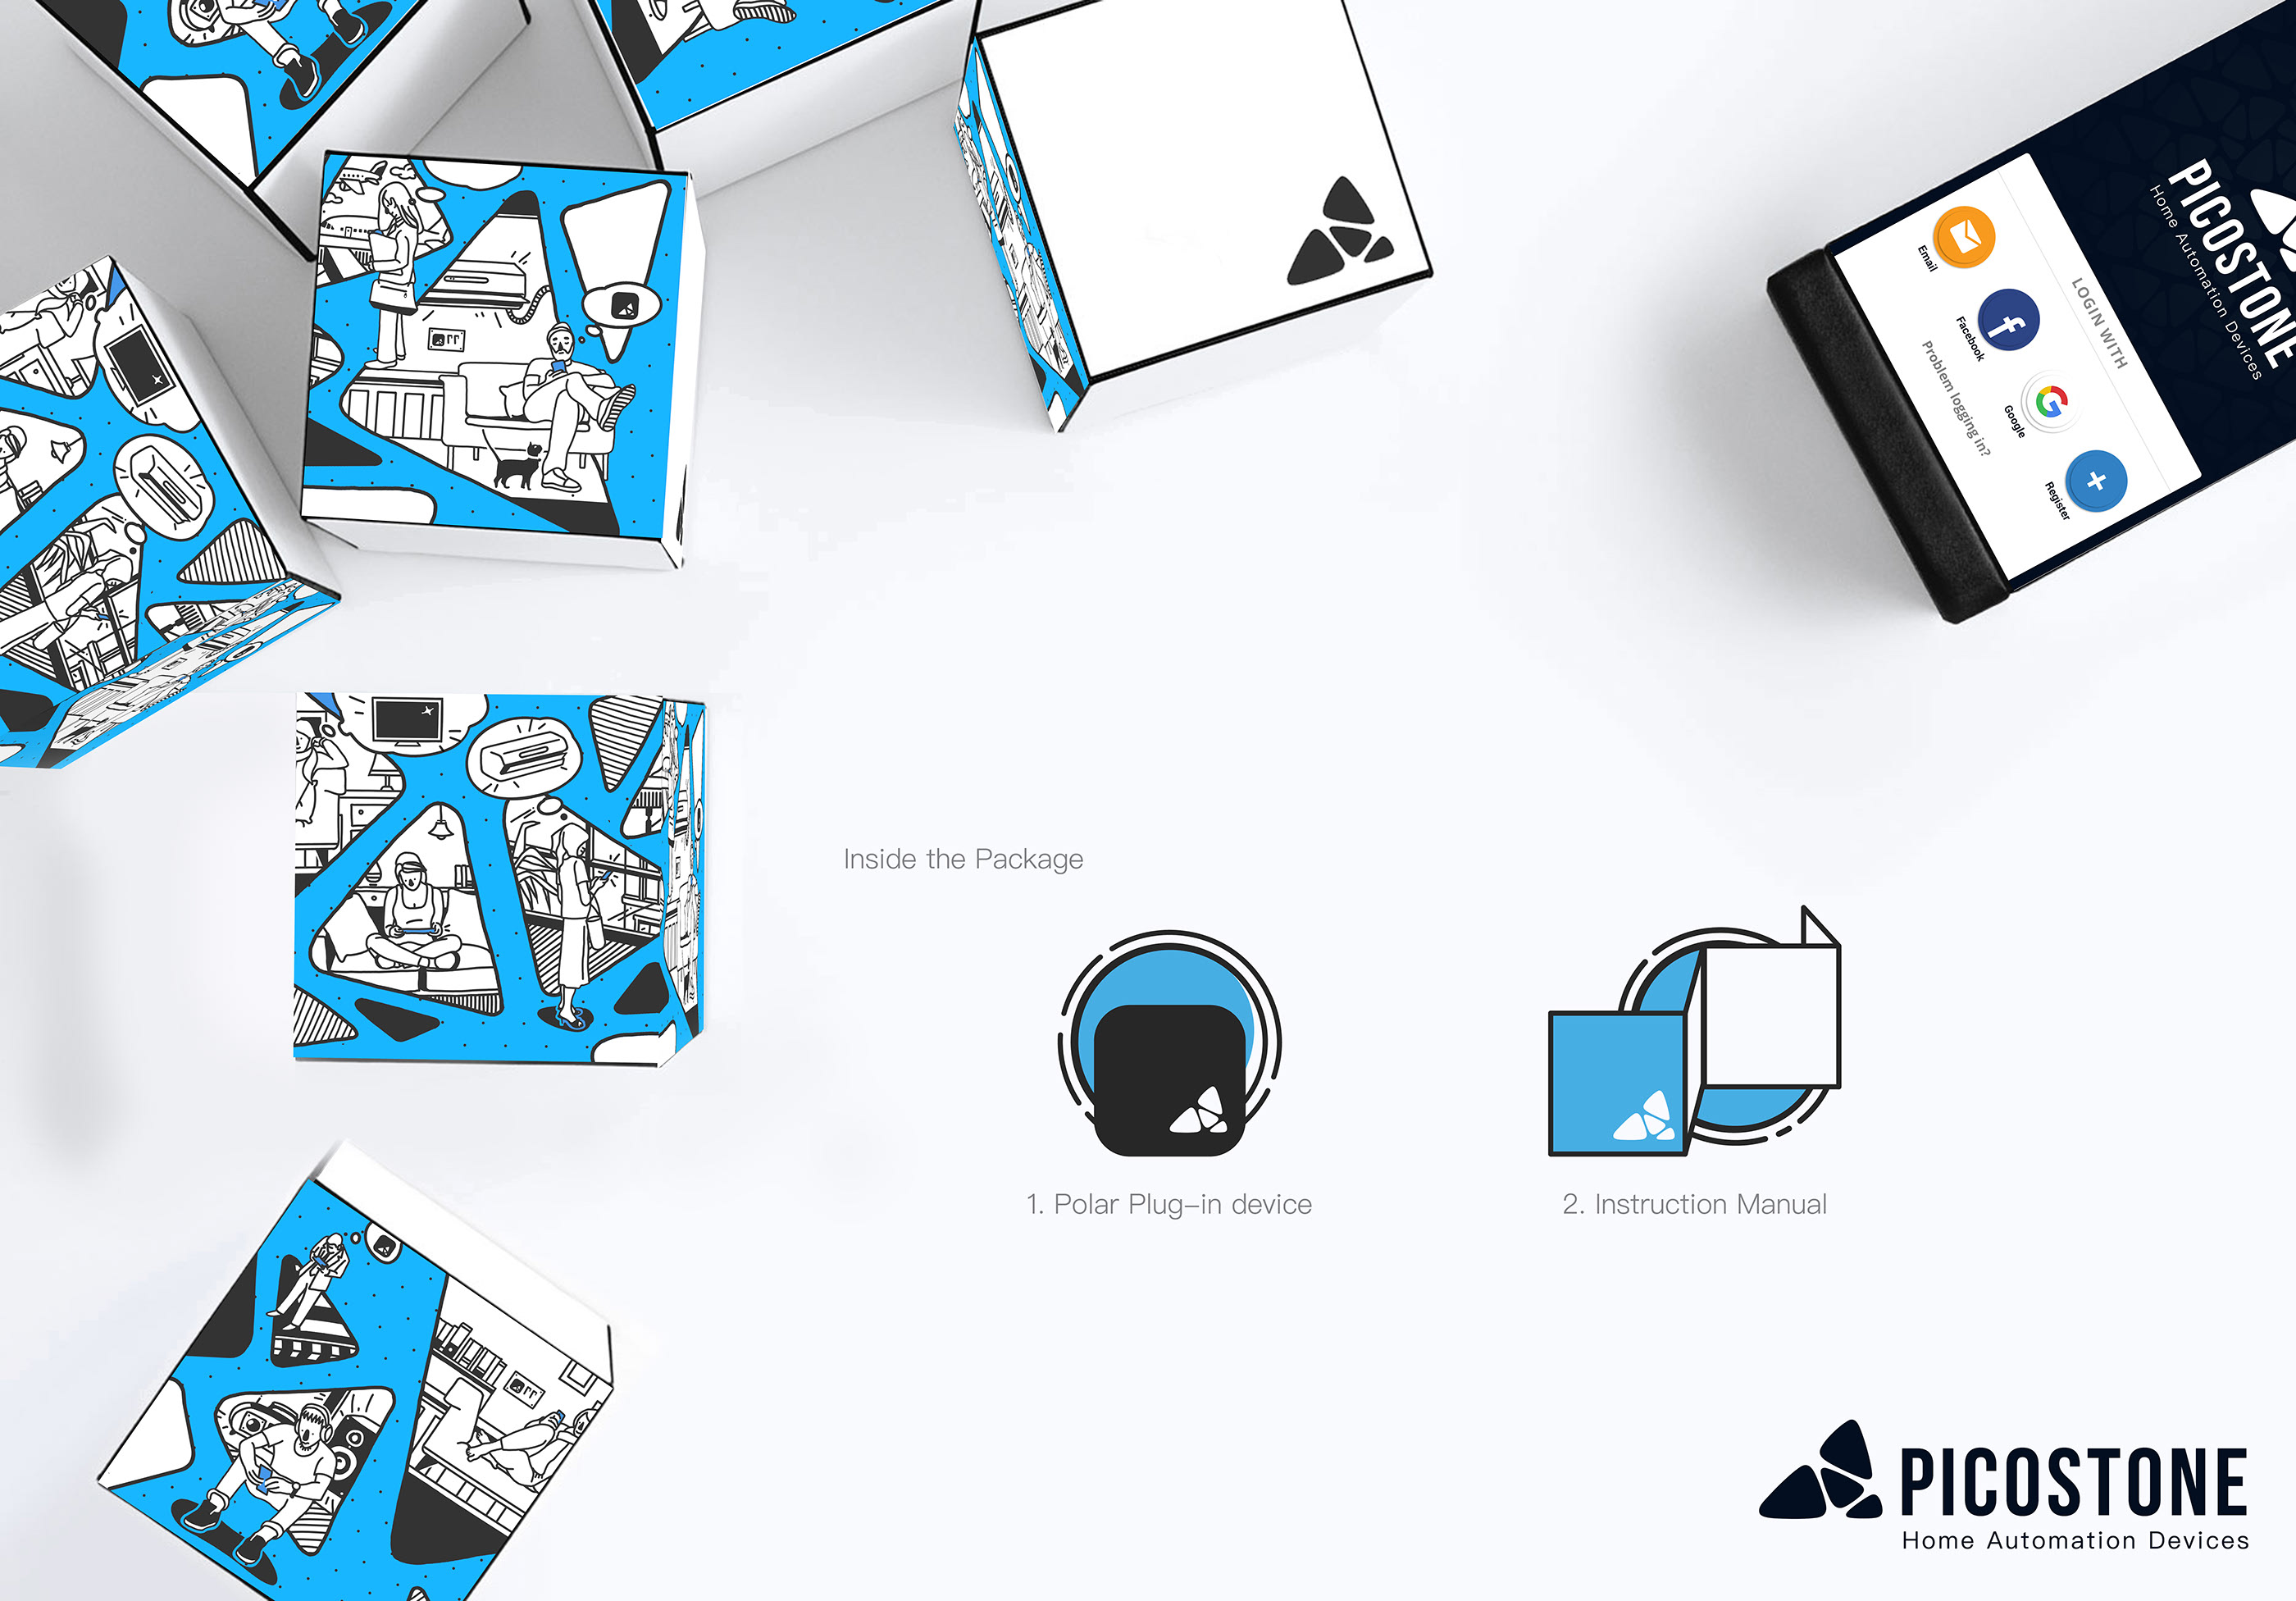 PICOSTONE
Home Automation Devices
LOGIN WITH
Email
Facebook
Google
Register
Problem logging in?
Inside the Package
1. Polar Plug-in device
2. Instruction Manual
PICOSTONE
Home Automation Devices